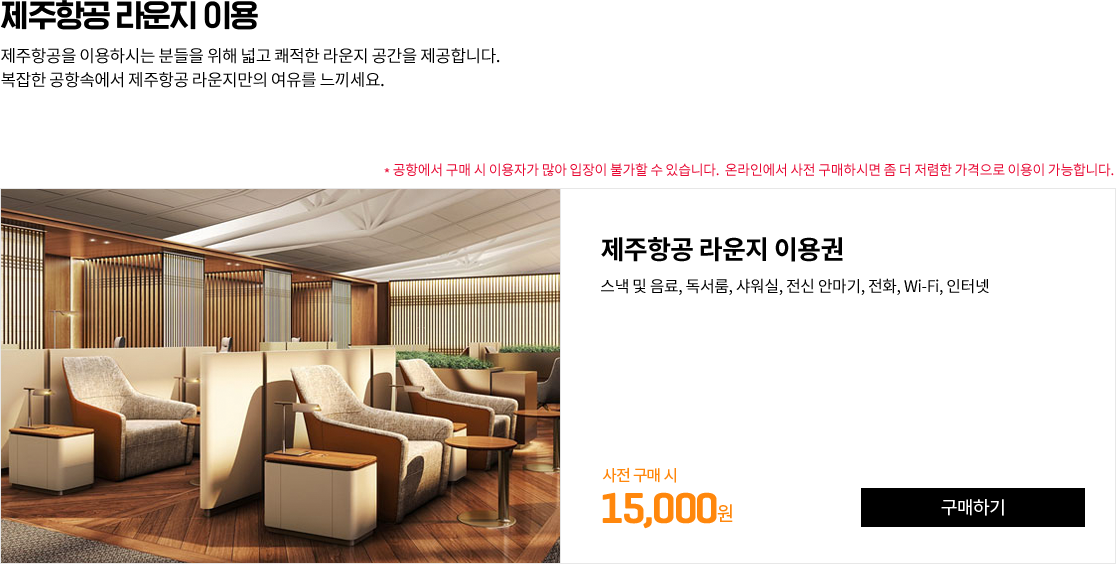 제주항공 라운지 이용
제주항공을 이용하시는 분들을 위해 넓고 쾌적한 라운지 공간을 제공합니다.
복잡한 공항속에서 제주항공 라운지만의 여유를 느끼세요.
* 공항에서 구매 시 이용자가 많아 입장이 불가할 수 있습니다. 온라인에서 사전 구매하시면 좀 더 저렴한 가격으로 이용이 가능합니다.
제주항공 라운지 이용권
스낵 및 음료, 독서룸, 샤워실, 전신 안마기, 전화, Wi-Fi, 인터넷
사전 구매 시
15,000원
구매하기